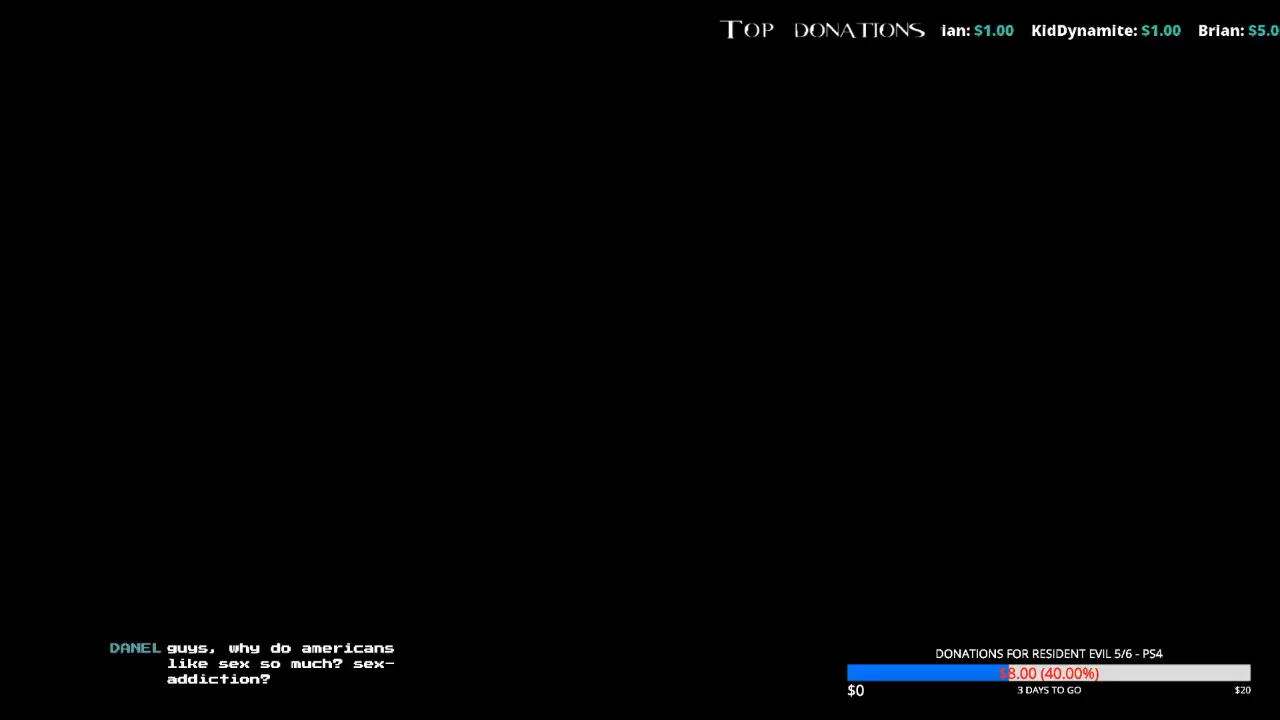 Top donations ian: $1.00 KidDynamite: $1.00 Brian: $5.0
DANEL guys, why do americans
like sex so much? sex-
addiction?
DONATIONS FOR RESIDENT EVIL 5/6 - PS4
$8.00 (40.00%)
$0 3 DAYS TO GO $20